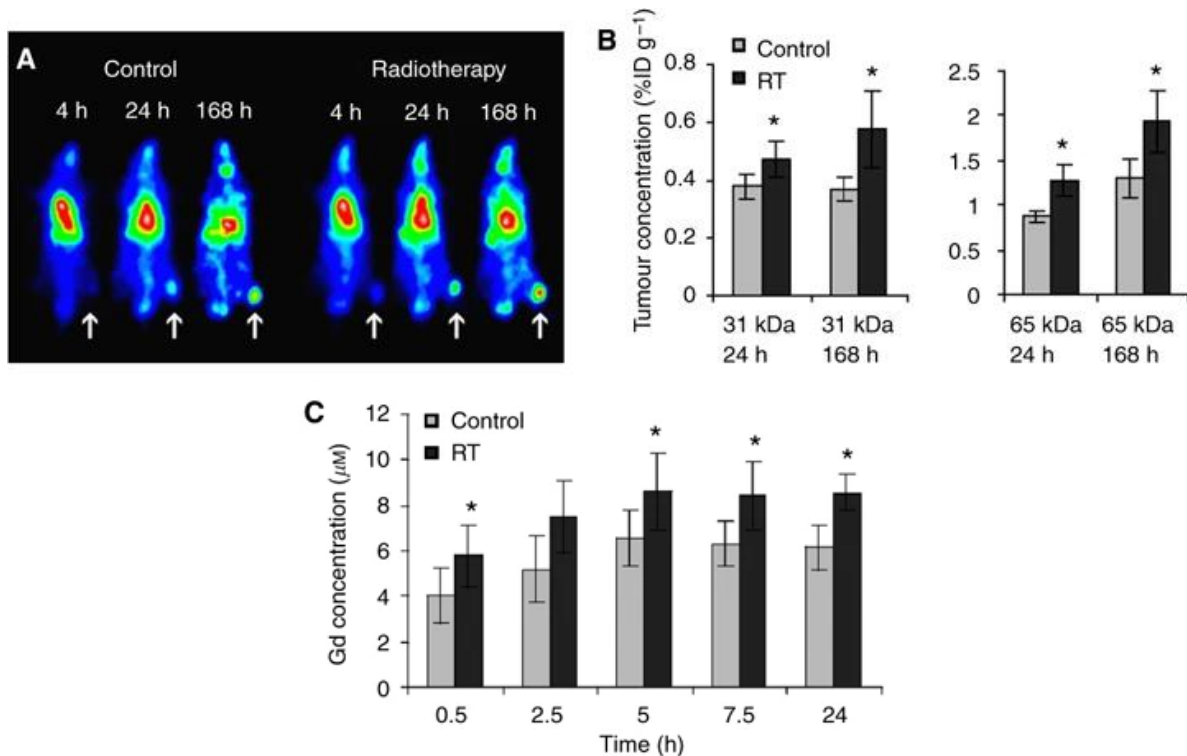 A
Control
Radiotherapy
4 h
24 h
168 h
4 h
24 h
168 h
B
Control
RT
Tumour concentration (%ID g⁻¹)
0.8
0.6
0.4
0.2
0
*
*
31 kDa
24 h
31 kDa
168 h
2.5
2
1.5
1
0.5
0
*
*
65 kDa
24 h
65 kDa
168 h
C
Control
RT
Gd concentration (μM)
12
10
8
6
4
2
0
*
*
*
*
0.5
2.5
5
7.5
24
Time (h)